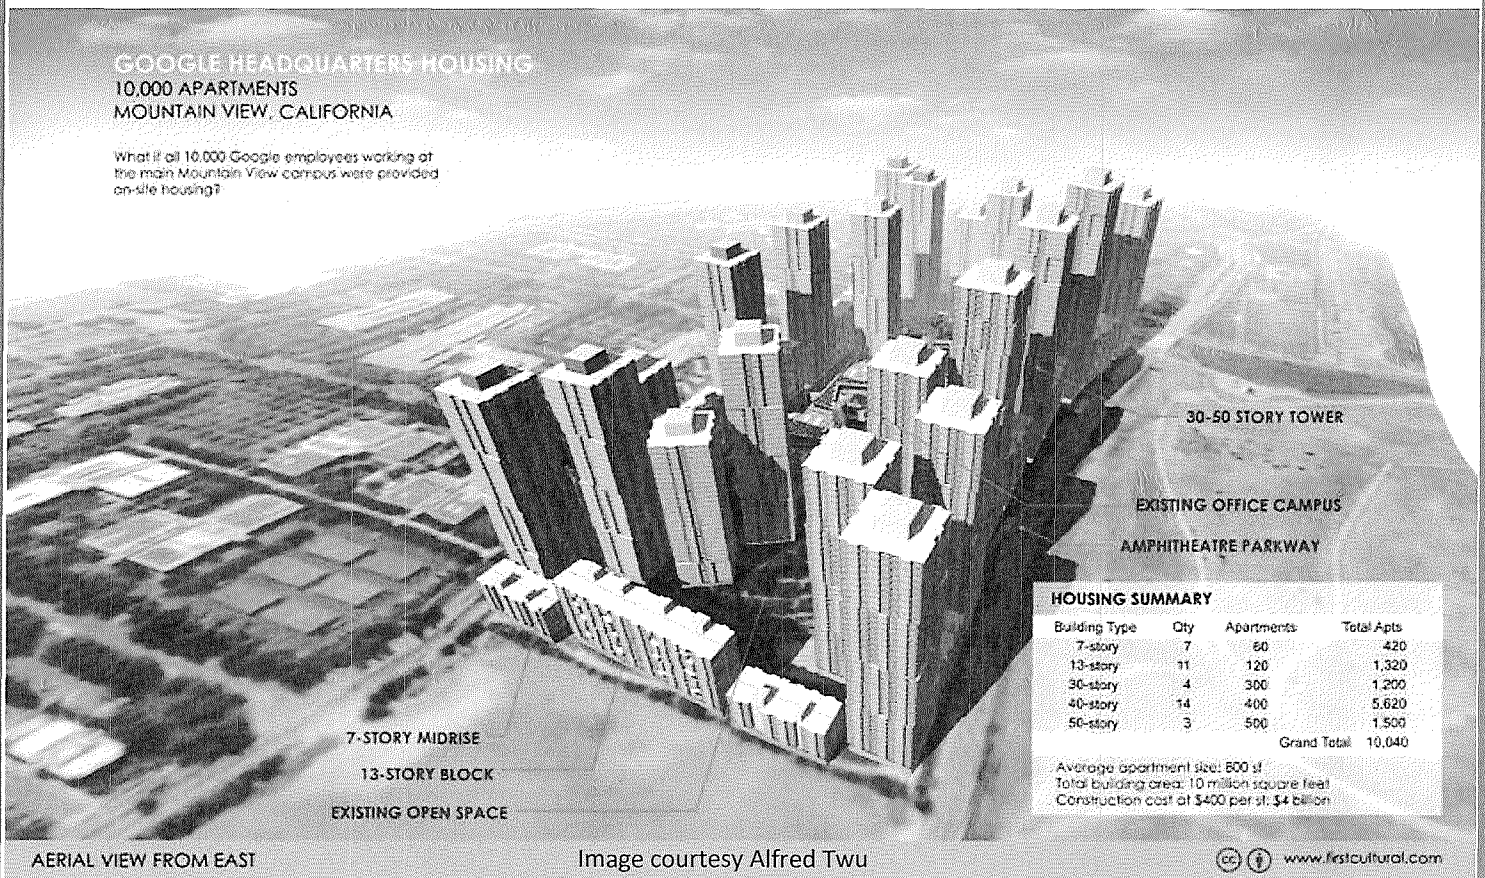 GOOGLE HEADQUARTERS HOUSING
10,000 APARTMENTS
MOUNTAIN VIEW, CALIFORNIA
What if all 10,000 Google employees working at
the main Mountain View campus were provided
on-site housing?
30-50 STORY TOWER
EXISTING OFFICE CAMPUS
AMPHITHEATRE PARKWAY
HOUSING SUMMARY
Building Type Qty Apartments Total Apts
7-story 7 60 420
13-story 11 120 1,320
30-story 4 300 1,200
40-story 14 400 5,620
50-story 3 500 1,500
Grand Total 10,040
Average apartment size: 800 sf
Total building area: 10 million square feet
Construction cost at $400 per sf: $4 billion
7-STORY MIDRISE
13-STORY BLOCK
EXISTING OPEN SPACE
AERIAL VIEW FROM EAST
Image courtesy Alfred Twu
cc www.firstcultural.com